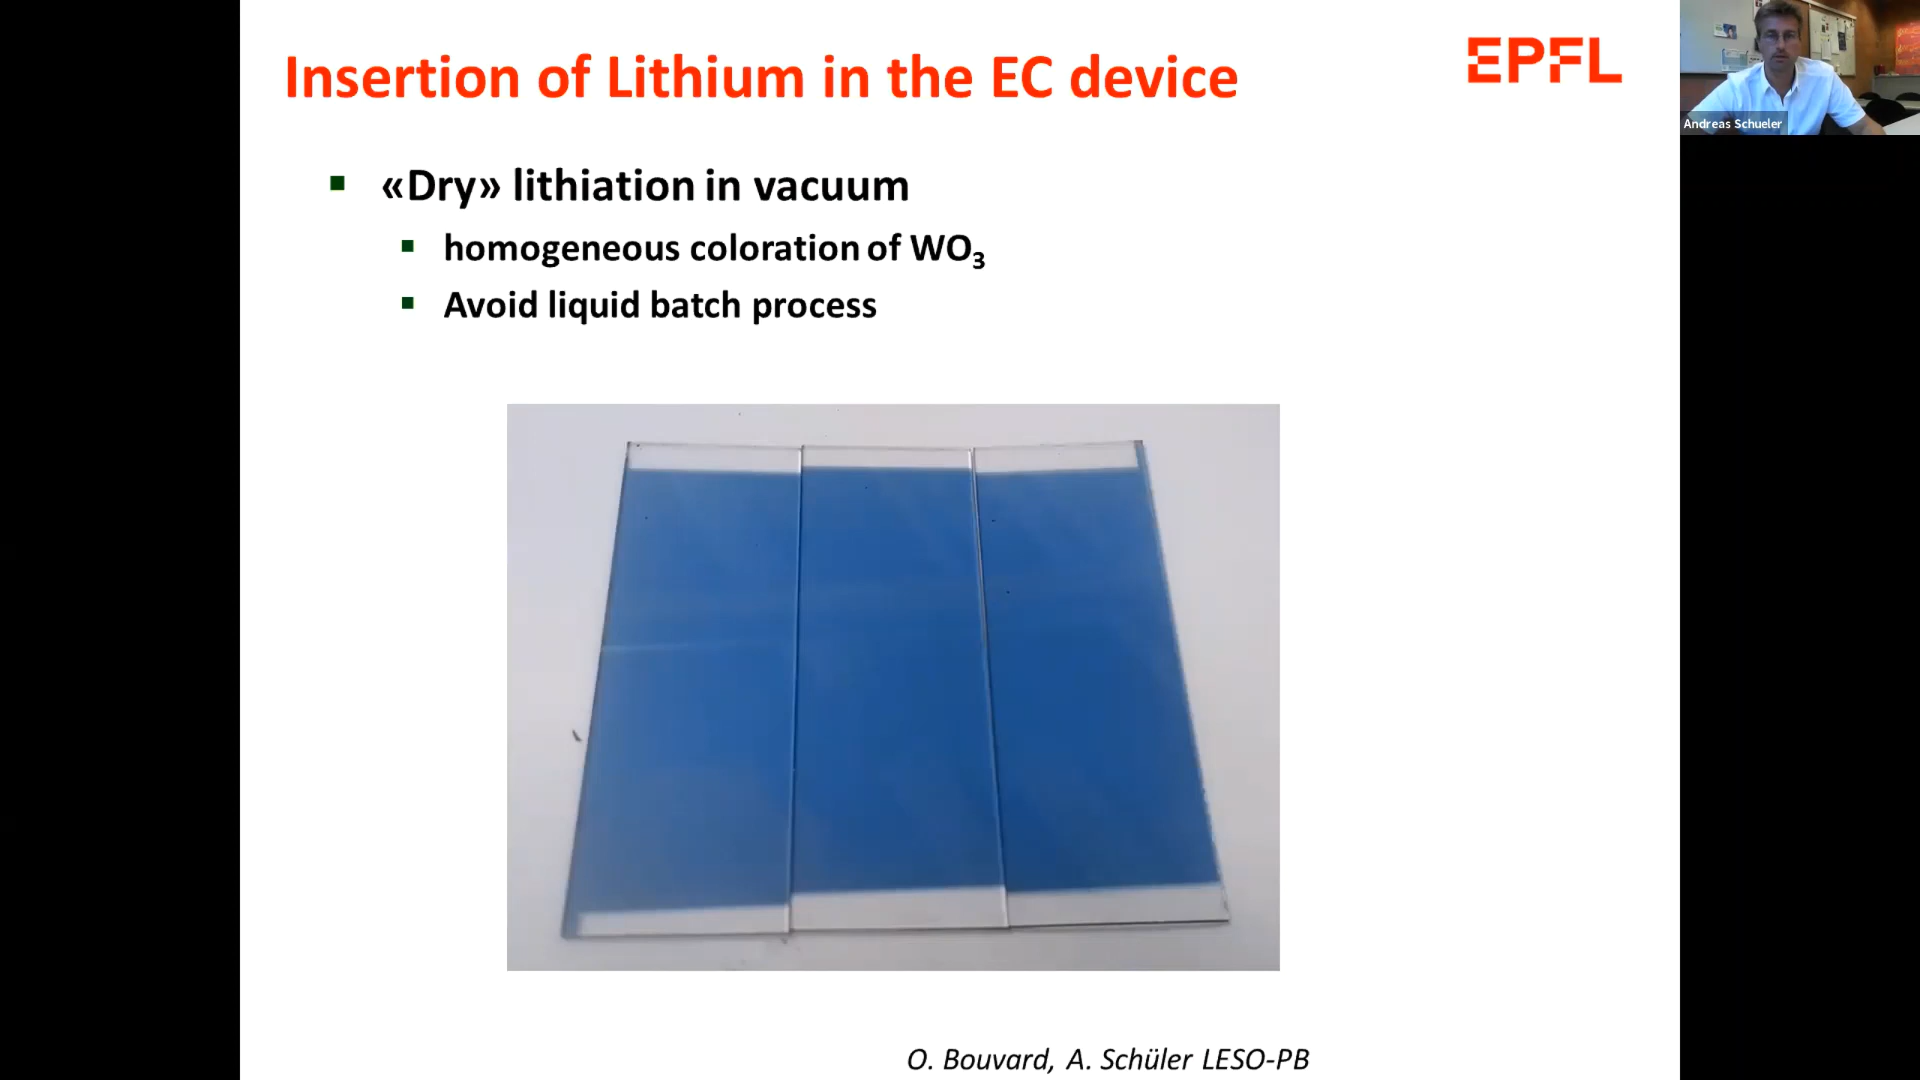 Insertion of Lithium in the EC device
EPFL
Andreas Schueler
▪ «Dry» lithiation in vacuum
▪ homogeneous coloration of WO₃
▪ Avoid liquid batch process
O. Bouvard, A. Schüler LESO-PB